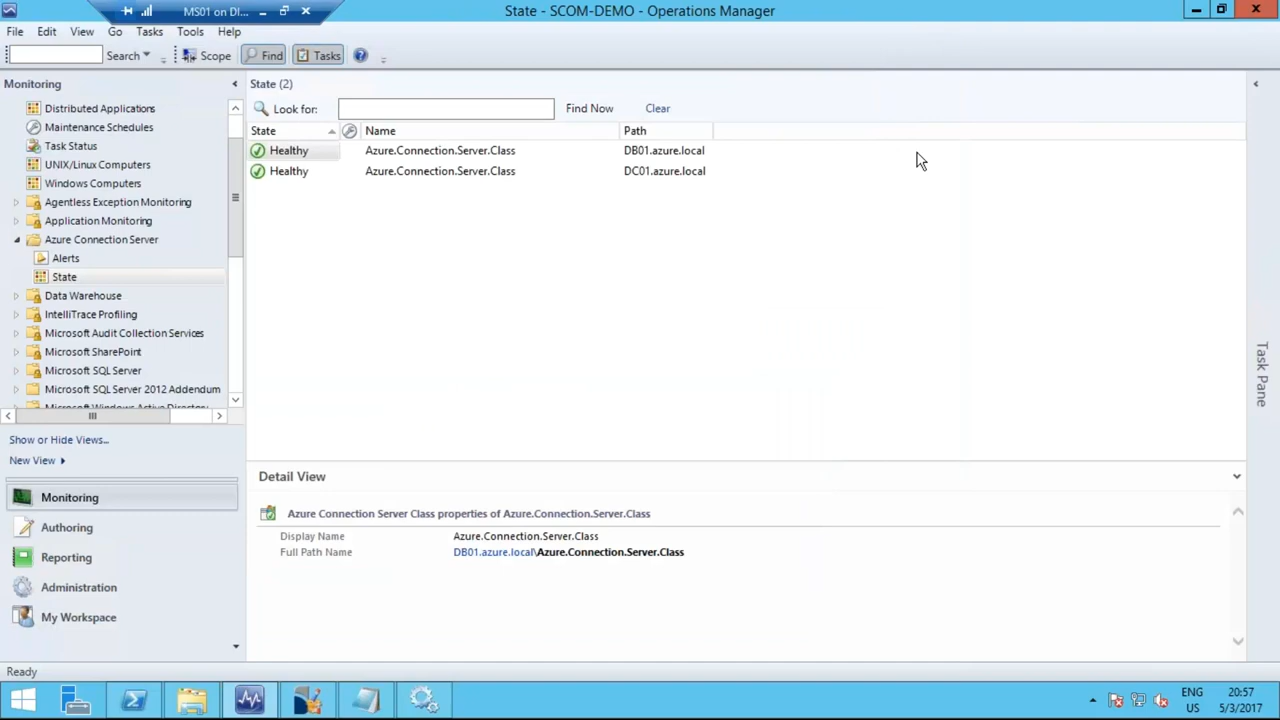 MS01 on DI...
State - SCOM-DEMO - Operations Manager
File Edit View Go Tasks Tools Help
Search Scope Find Tasks
Monitoring
State (2)
Look for: Find Now Clear
State Name Path
Healthy Azure.Connection.Server.Class DB01.azure.local
Healthy Azure.Connection.Server.Class DC01.azure.local
Distributed Applications
Maintenance Schedules
Task Status
UNIX/Linux Computers
Windows Computers
Agentless Exception Monitoring
Application Monitoring
Azure Connection Server
Alerts
State
Data Warehouse
IntelliTrace Profiling
Microsoft Audit Collection Services
Microsoft SharePoint
Microsoft SQL Server
Microsoft SQL Server 2012 Addendum
Microsoft Windows Active Directory
Show or Hide Views...
New View
Monitoring
Authoring
Reporting
Administration
My Workspace
Task Pane
Detail View
Azure Connection Server Class properties of Azure.Connection.Server.Class
Display Name Azure.Connection.Server.Class
Full Path Name DB01.azure.local\Azure.Connection.Server.Class
Ready
ENG 20:57
US 5/3/2017